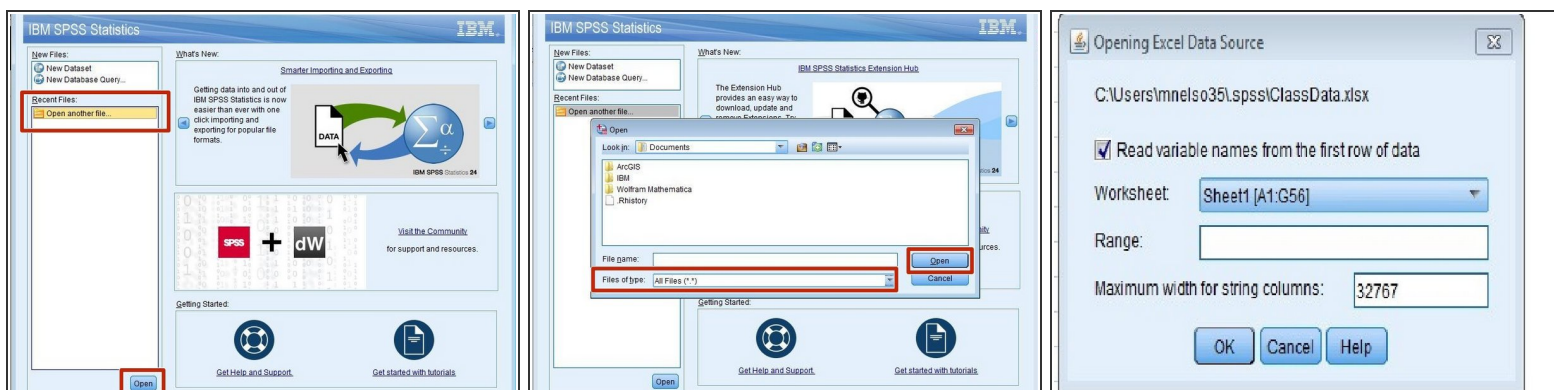 IBM SPSS Statistics
IBM.
New Files:
New Dataset
New Database Query...
Recent Files:
Open another file...
What's New:
Smarter Importing and Exporting
Getting data into and out of
IBM SPSS Statistics is now
easier than ever with one
click importing and
exporting for popular file
formats.
DATA
Σα÷
IBM SPSS Statistics 24
SPSS + dW
Visit the Community
for support and resources.
Getting Started:
Get Help and Support.
Get started with tutorials
Open
IBM SPSS Statistics
IBM.
New Files:
New Dataset
New Database Query...
Recent Files:
Open another file...
What's New:
IBM SPSS Statistics Extension Hub
The Extension Hub
provides an easy way to
download, update and
Open
Look in: Documents
ArcGIS
IBM
Wolfram Mathematica
.Rhistory
File name:
Open
Files of type: All Files (*.*)
Cancel
Getting Started:
Get Help and Support.
Get started with tutorials
Open
Opening Excel Data Source
C:\Users\mnelso35\.spss\ClassData.xlsx
Read variable names from the first row of data
Worksheet: Sheet1 [A1:G56]
Range:
Maximum width for string columns: 32767
OK Cancel Help